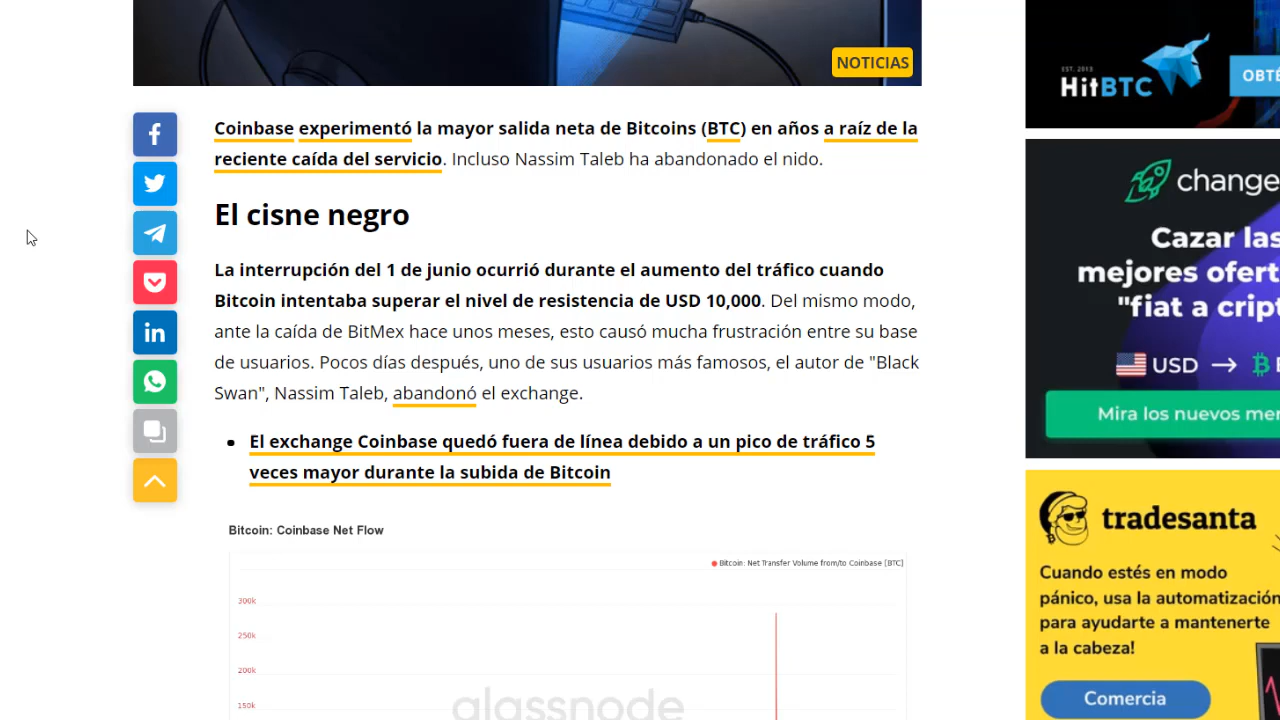 NOTICIAS
Coinbase experimentó la mayor salida neta de Bitcoins (BTC) en años a raíz de la
reciente caída del servicio. Incluso Nassim Taleb ha abandonado el nido.
El cisne negro
La interrupción del 1 de junio ocurrió durante el aumento del tráfico cuando
Bitcoin intentaba superar el nivel de resistencia de USD 10,000. Del mismo modo,
ante la caída de BitMex hace unos meses, esto causó mucha frustración entre su base
de usuarios. Pocos días después, uno de sus usuarios más famosos, el autor de "Black
Swan", Nassim Taleb, abandonó el exchange.
El exchange Coinbase quedó fuera de línea debido a un pico de tráfico 5
veces mayor durante la subida de Bitcoin
Bitcoin: Coinbase Net Flow
Bitcoin: Net Transfer Volume from/to Coinbase [BTC]
300k
250k
200k
150k
glassnode
EST. 2013
HitBTC
OBTÉ
change
Cazar las
mejores ofert
"fiat a crip
USD → B
Mira los nuevos mer
tradesanta
Cuando estés en modo
pánico, usa la automatización
para ayudarte a mantenerte
a la cabeza!
Comercia